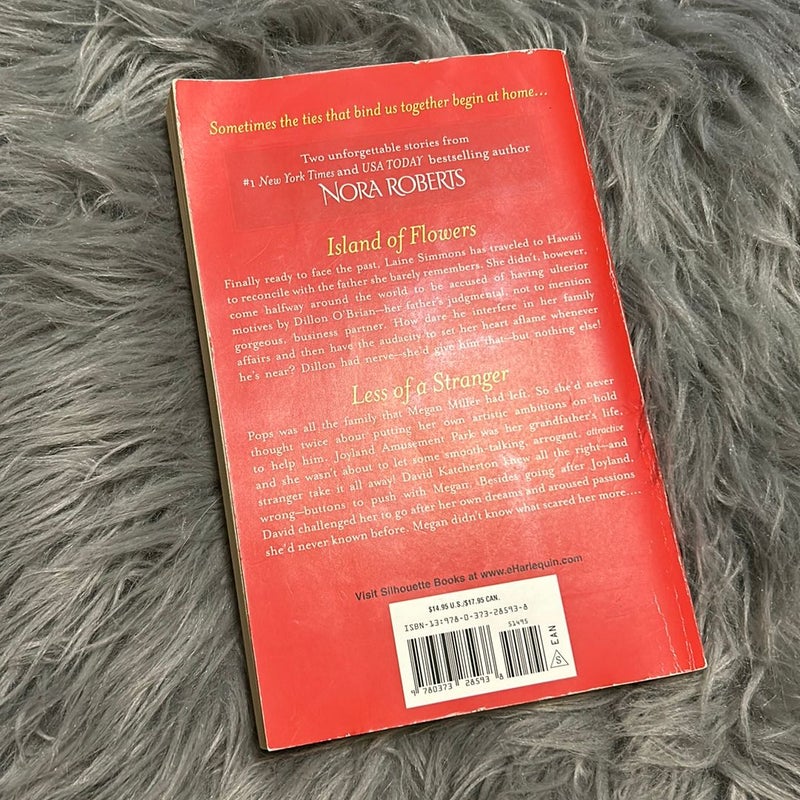 Sometimes the ties that bind us together begin at home...
Two unforgettable stories from
#1 New York Times and USA TODAY bestselling author
NORA ROBERTS
Island of Flowers
Finally ready to face the past, Laine Simmons has traveled to Hawaii
to reconcile with the father she barely remembers. She didn't, however,
come halfway around the world to be accused of having ulterior
motives by Dillon O'Brian—her father's judgmental, not to mention
gorgeous, business partner. How dare he interfere in her family
affairs and then have the audacity to set her heart aflame whenever
he's near? Dillon had nerve—she'd give him that—but nothing else!
Less of a Stranger
Pops was all the family that Megan Miller had left. So she'd never
thought twice about putting her own artistic ambitions on hold
to help him. Joyland Amusement Park was her grandfather's life,
and she wasn't about to let some smooth-talking, arrogant, attractive
stranger take it all away! David Katcherton knew all the right—and
wrong—buttons to push with Megan. Besides going after Joyland,
David challenged her to go after her own dreams and aroused passions
she'd never known before. Megan didn't know what scared her more....
Visit Silhouette Books at www.eHarlequin.com
$14.95 U.S./$17.95 CAN.
ISBN-13:978-0-373-28593-8
51495
EAN
S
9 780373 28593 8